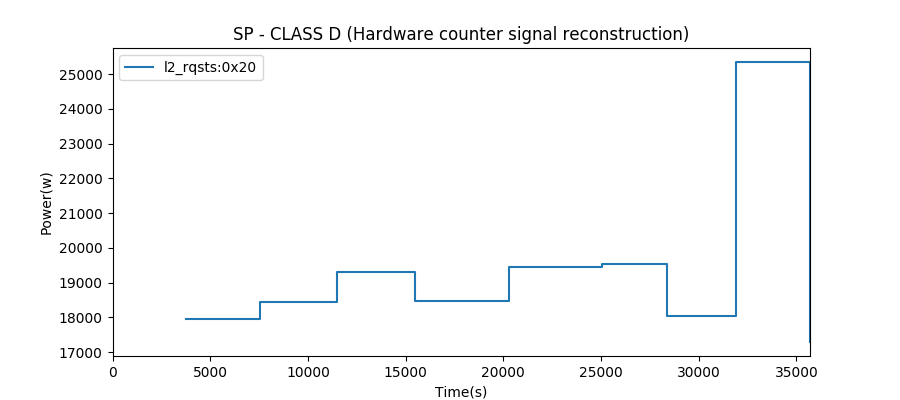 SP - CLASS D (Hardware counter signal reconstruction)
l2_rqsts:0x20
25000
24000
23000
22000
21000
20000
19000
18000
17000
Power(w)
0 5000 10000 15000 20000 25000 30000 35000
Time(s)